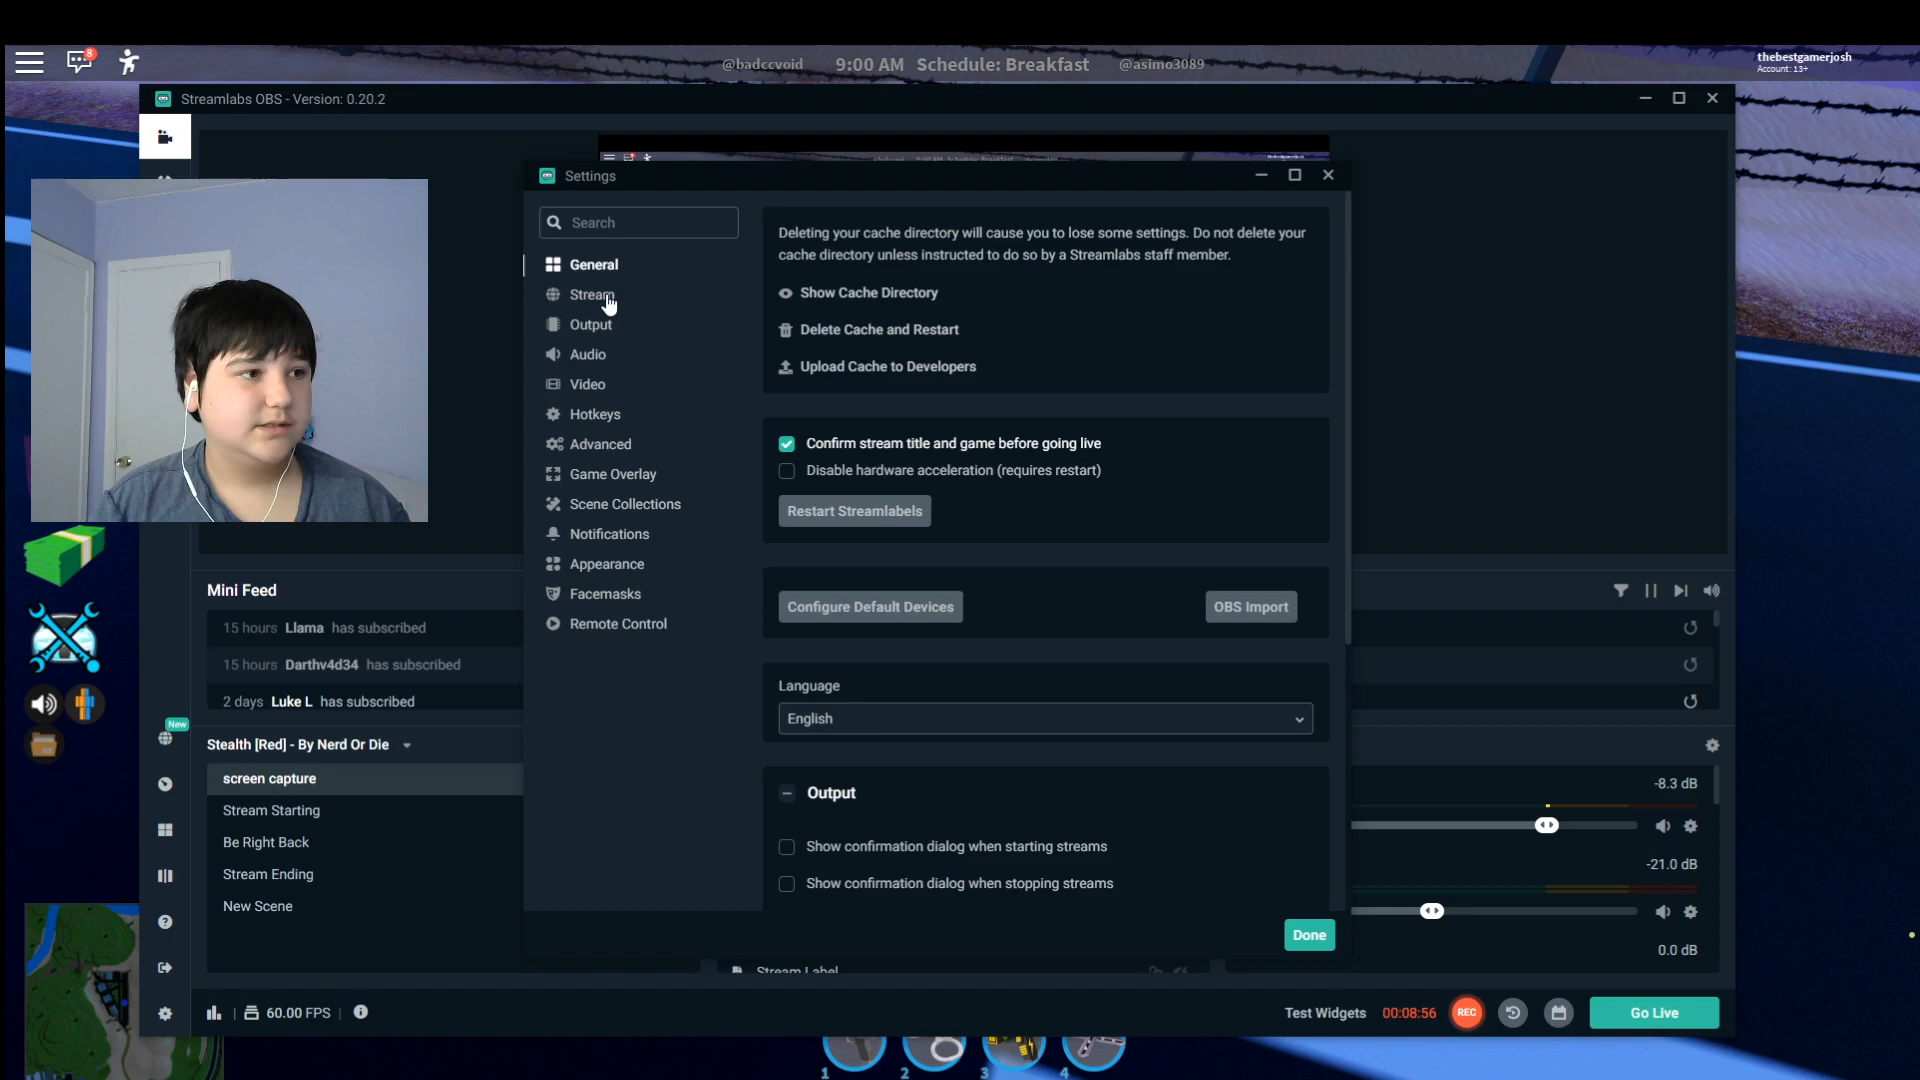 8
@badccvoid
9:00 AM Schedule: Breakfast
@asimo3089
thebestgamerjosh
Account: 13+
Streamlabs OBS - Version: 0.20.2
Settings
Search
General
Stream
Output
Audio
Video
Hotkeys
Advanced
Game Overlay
Scene Collections
Notifications
Appearance
Facemasks
Remote Control
Deleting your cache directory will cause you to lose some settings. Do not delete your
cache directory unless instructed to do so by a Streamlabs staff member.
Show Cache Directory
Delete Cache and Restart
Upload Cache to Developers
Confirm stream title and game before going live
Disable hardware acceleration (requires restart)
Restart Streamlabels
Configure Default Devices
OBS Import
Language
English
Output
Show confirmation dialog when starting streams
Show confirmation dialog when stopping streams
Done
Mini Feed
15 hours Llama has subscribed
15 hours Darthv4d34 has subscribed
2 days Luke L has subscribed
New
Stealth [Red] - By Nerd Or Die
screen capture
Stream Starting
Be Right Back
Stream Ending
New Scene
-8.3 dB
-21.0 dB
0.0 dB
Stream Label
60.00 FPS
Test Widgets
00:08:56
REC
Go Live
1
2
3
4